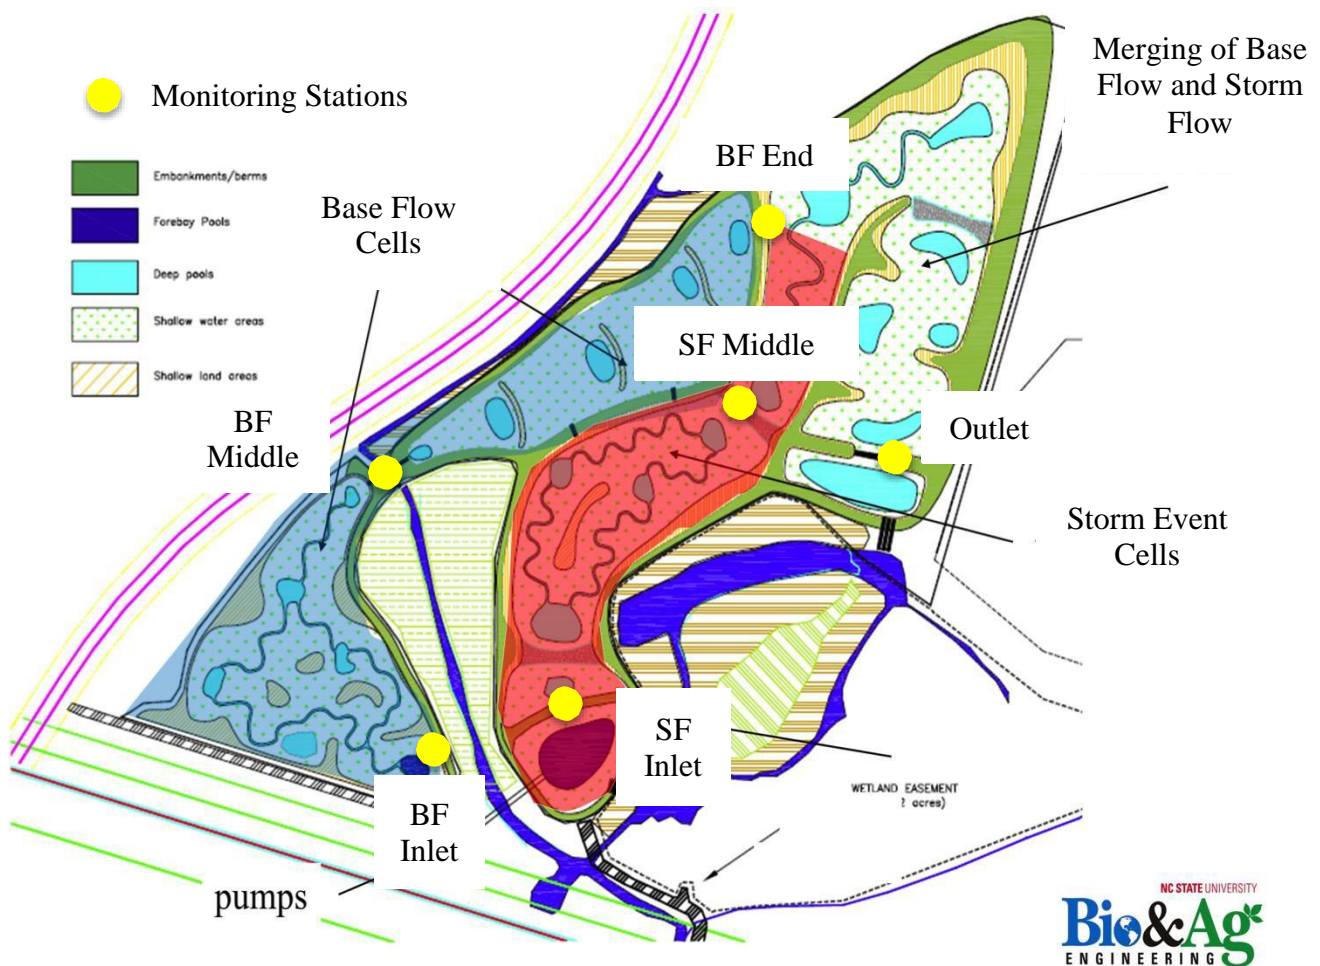 Monitoring Stations
Embankments/berms
Forebay Pools
Deep pools
Shallow water areas
Shallow land areas
Base Flow
Cells
BF End
Merging of Base
Flow and Storm
Flow
SF Middle
BF
Middle
Outlet
Storm Event
Cells
SF
Inlet
BF
Inlet
pumps
WETLAND EASEMENT
2 acres)
NC STATE UNIVERSITY
Bio&Ag
ENGINEERING